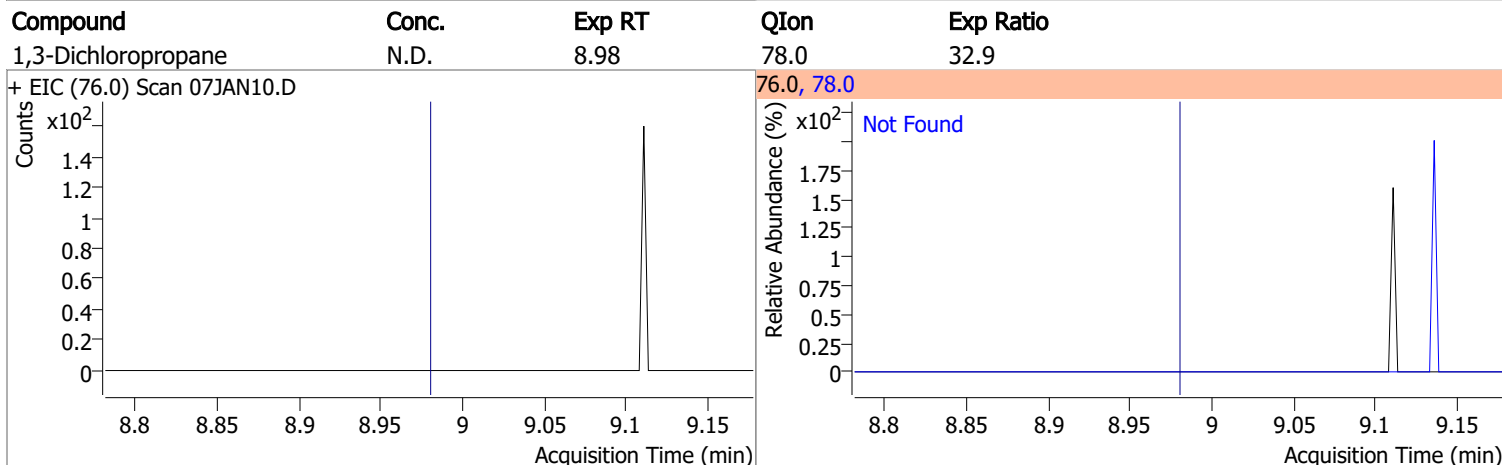 Compound Conc. Exp RT QIon Exp Ratio
1,3-Dichloropropane N.D. 8.98 78.0 32.9
+ EIC (76.0) Scan 07JAN10.D
Counts
x10²
1.4
1.2
1
0.8
0.6
0.4
0.2
0
8.8 8.85 8.9 8.95 9 9.05 9.1 9.15
Acquisition Time (min)
76.0, 78.0
Relative Abundance (%)
x10²
Not Found
1.75
1.5
1.25
1
0.75
0.5
0.25
0
8.8 8.85 8.9 8.95 9 9.05 9.1 9.15
Acquisition Time (min)